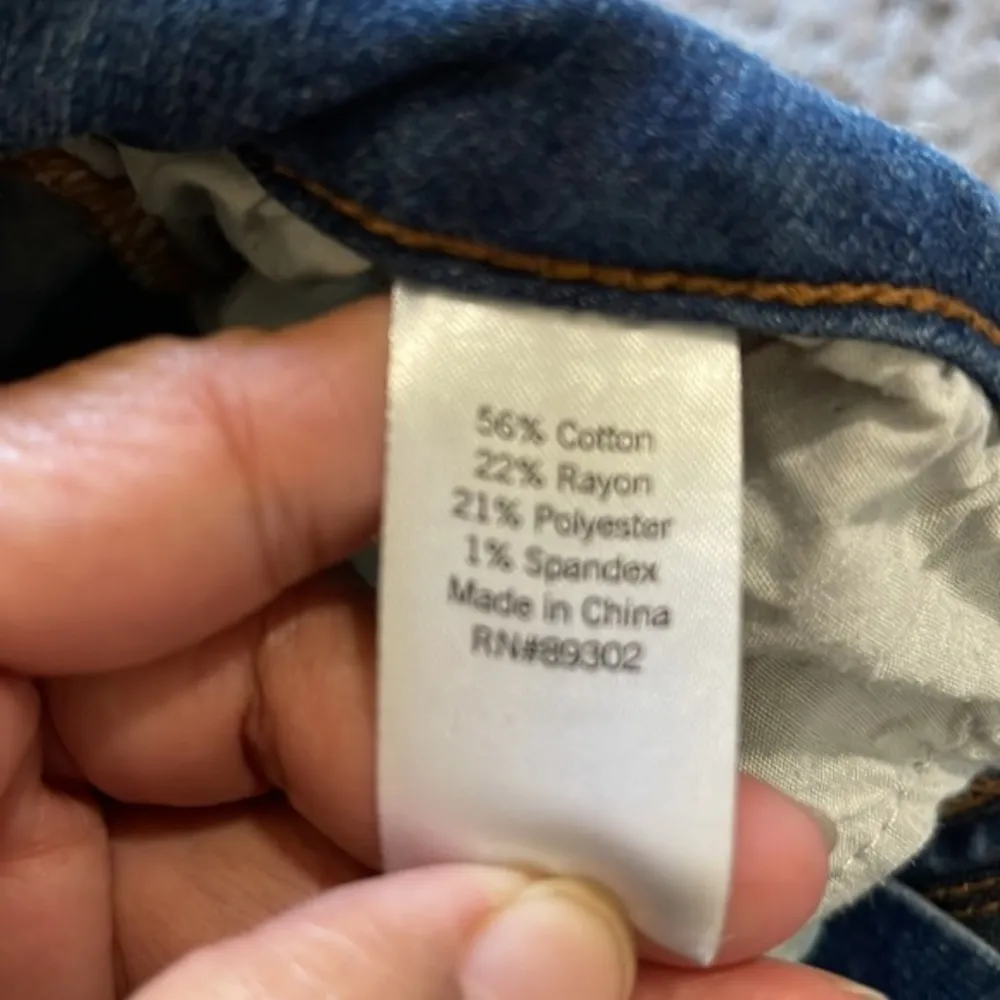 56% Cotton
22% Rayon
21% Polyester
1% Spandex
Made in China
RN#89302